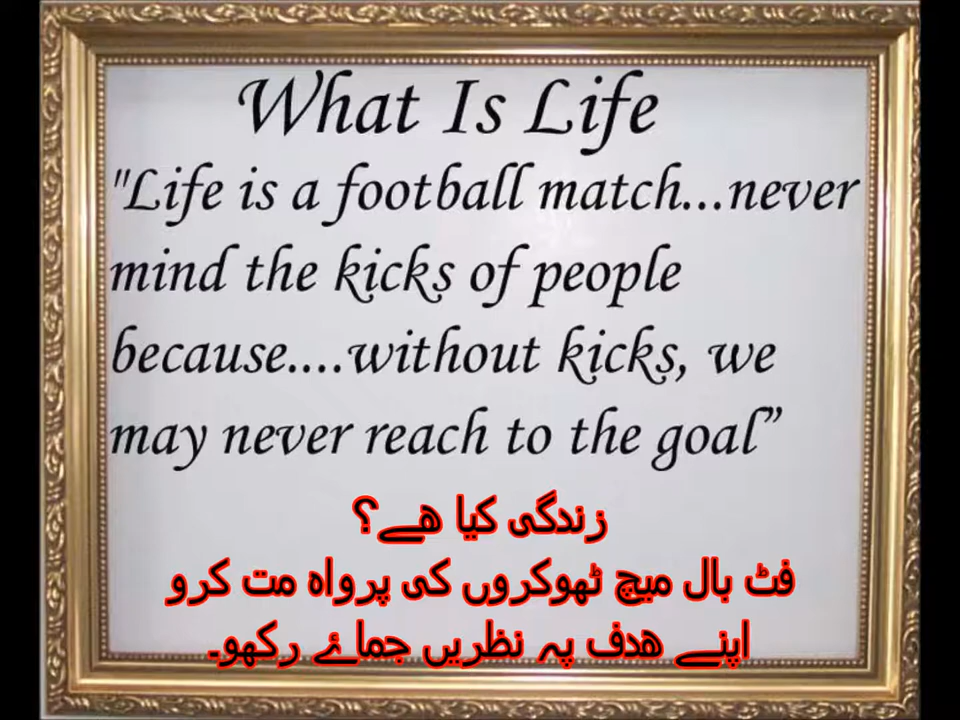 What Is Life
"Life is a football match...never
mind the kicks of people
because....without kicks, we
may never reach to the goal”
زندگی کیا ھے؟
فٹ بال میچ ٹھوکروں کی پرواہ مت کرو
اپنے ھدف پہ نظریں جمائے رکھو۔